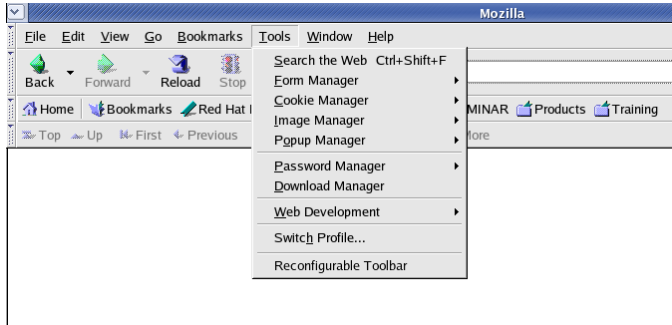 Mozilla
File Edit View Go Bookmarks Tools Window Help
Back Forward Reload Stop
Search the Web Ctrl+Shift+F
Form Manager
Cookie Manager
Image Manager
Popup Manager
Password Manager
Download Manager
Web Development
Switch Profile...
Reconfigurable Toolbar
Home Bookmarks Red Hat Products Training
Top Up First Previous